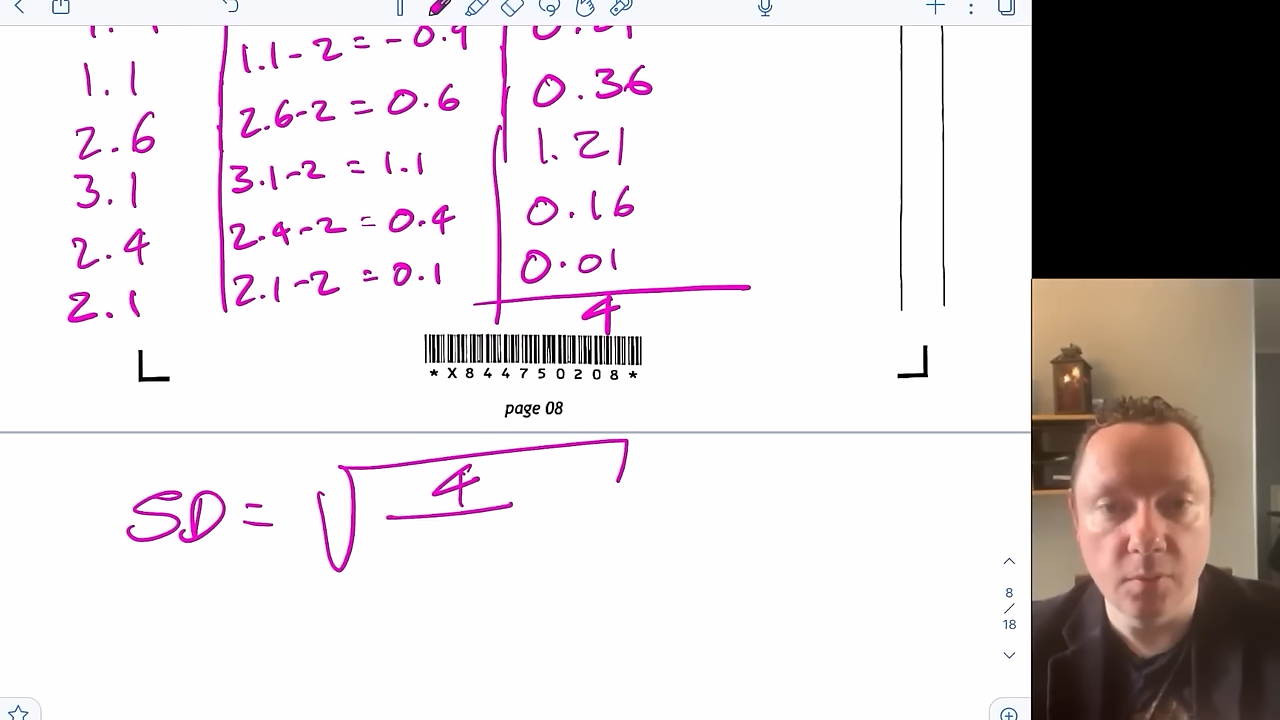 1.1 1.1-2 = -0.9
2.6 2.6-2 = 0.6 0.36
3.1 3.1-2 = 1.1 1.21
2.4 2.4-2 = 0.4 0.16
2.1 2.1-2 = 0.1 0.01
4
*X844750208*
page 08
SD = √ 4
8
/
18